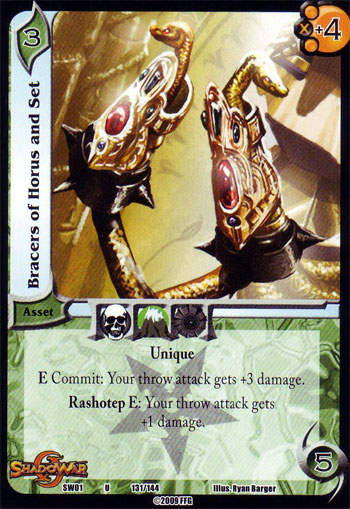 3
X +4
Bracers of Horus and Set
Asset
Unique
E Commit: Your throw attack gets +3 damage.
Rashotep E: Your throw attack gets
+1 damage.
5
SHADOWAR
SW01 U 131/144 Illus. Ryan Barger
©2009 FFG